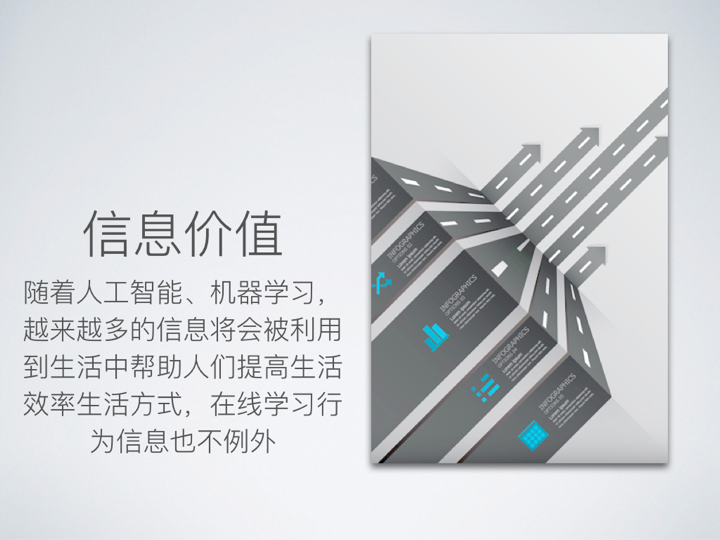 信息价值
随着人工智能、机器学习，
越来越多的信息将会被利用
到生活中帮助人们提高生活
效率生活方式，在线学习行
为信息也不例外
INFOGRAPHICS
INFOGRAPHICS
INFOGRAPHICS
INFOGRAPHICS